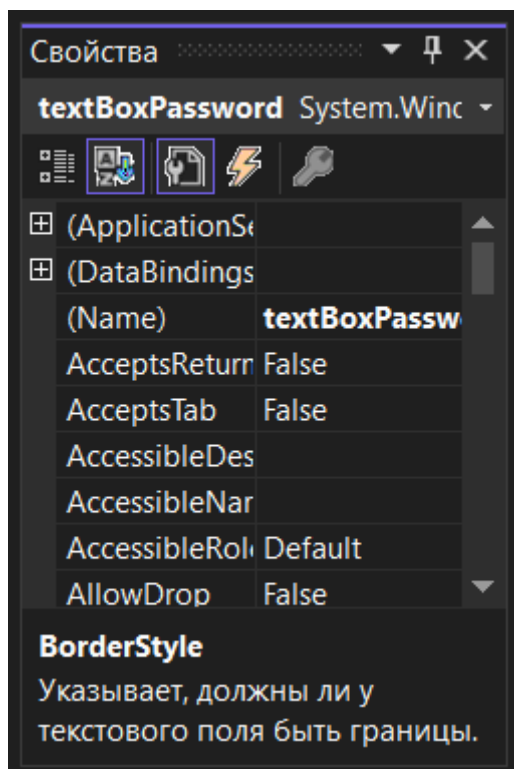 Свойства
textBoxPassword System.Winc
(ApplicationSe
(DataBindings
(Name) textBoxPassw
AcceptsReturn False
AcceptsTab False
AccessibleDes
AccessibleNar
AccessibleRole Default
AllowDrop False
BorderStyle
Указывает, должны ли у
текстового поля быть границы.